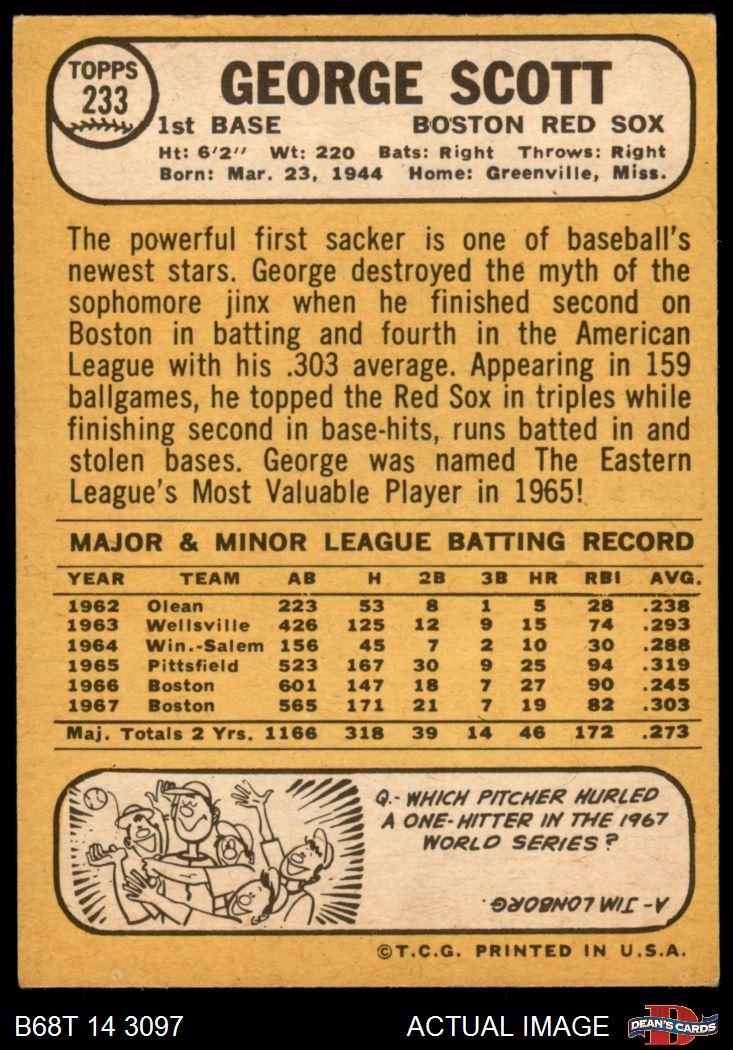 TOPPS
233
GEORGE SCOTT
1st BASE BOSTON RED SOX
Ht: 6'2" Wt: 220 Bats: Right Throws: Right
Born: Mar. 23, 1944 Home: Greenville, Miss.
The powerful first sacker is one of baseball's
newest stars. George destroyed the myth of the
sophomore jinx when he finished second on
Boston in batting and fourth in the American
League with his .303 average. Appearing in 159
ballgames, he topped the Red Sox in triples while
finishing second in base-hits, runs batted in and
stolen bases. George was named The Eastern
League's Most Valuable Player in 1965!
MAJOR & MINOR LEAGUE BATTING RECORD
YEAR TEAM AB H 2B 3B HR RBI AVG.
1962 Olean 223 53 8 1 5 28 .238
1963 Wellsville 426 125 12 9 15 74 .293
1964 Win.-Salem 156 45 7 2 10 30 .288
1965 Pittsfield 523 167 30 9 25 94 .319
1966 Boston 601 147 18 7 27 90 .245
1967 Boston 565 171 21 7 19 82 .303
Maj. Totals 2 Yrs. 1166 318 39 14 46 172 .273
Q.- WHICH PITCHER HURLED
A ONE-HITTER IN THE 1967
WORLD SERIES?
A- JIM LONBORG.
©T.C.G. PRINTED IN U.S.A.
B68T 14 3097 ACTUAL IMAGE DEAN'S CARDS